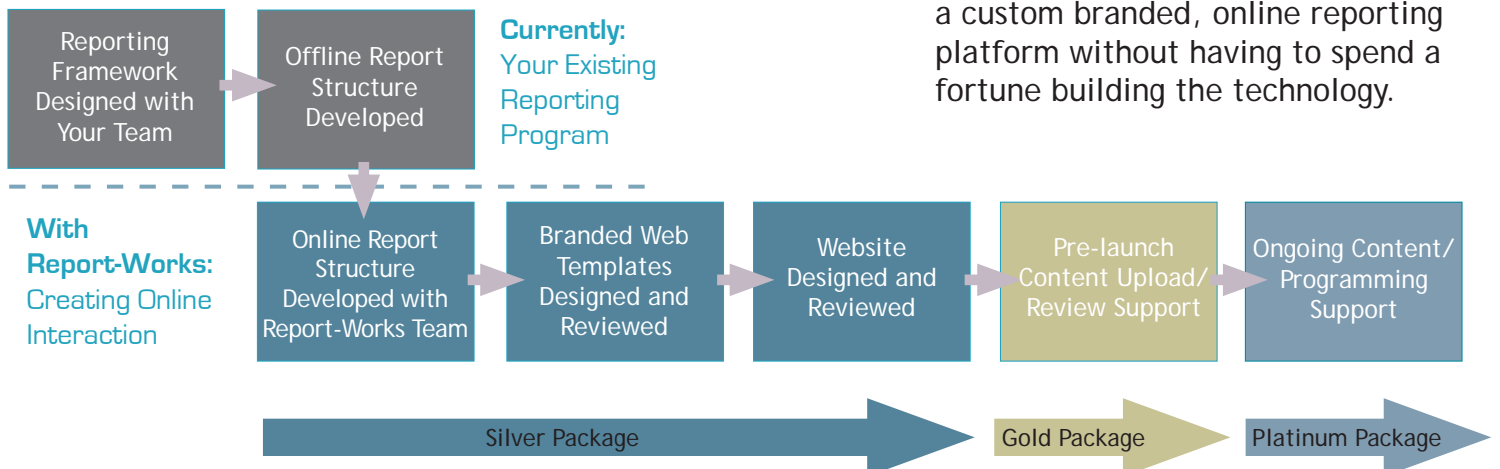 Reporting
Framework
Designed with
Your Team
Offline Report
Structure
Developed
Currently:
Your Existing
Reporting
Program
a custom branded, online reporting
platform without having to spend a
fortune building the technology.
With
Report-Works:
Creating Online
Interaction
Online Report
Structure
Developed with
Report-Works Team
Branded Web
Templates
Designed and
Reviewed
Website
Designed and
Reviewed
Pre-launch
Content Upload/
Review Support
Ongoing Content/
Programming
Support
Silver Package
Gold Package
Platinum Package